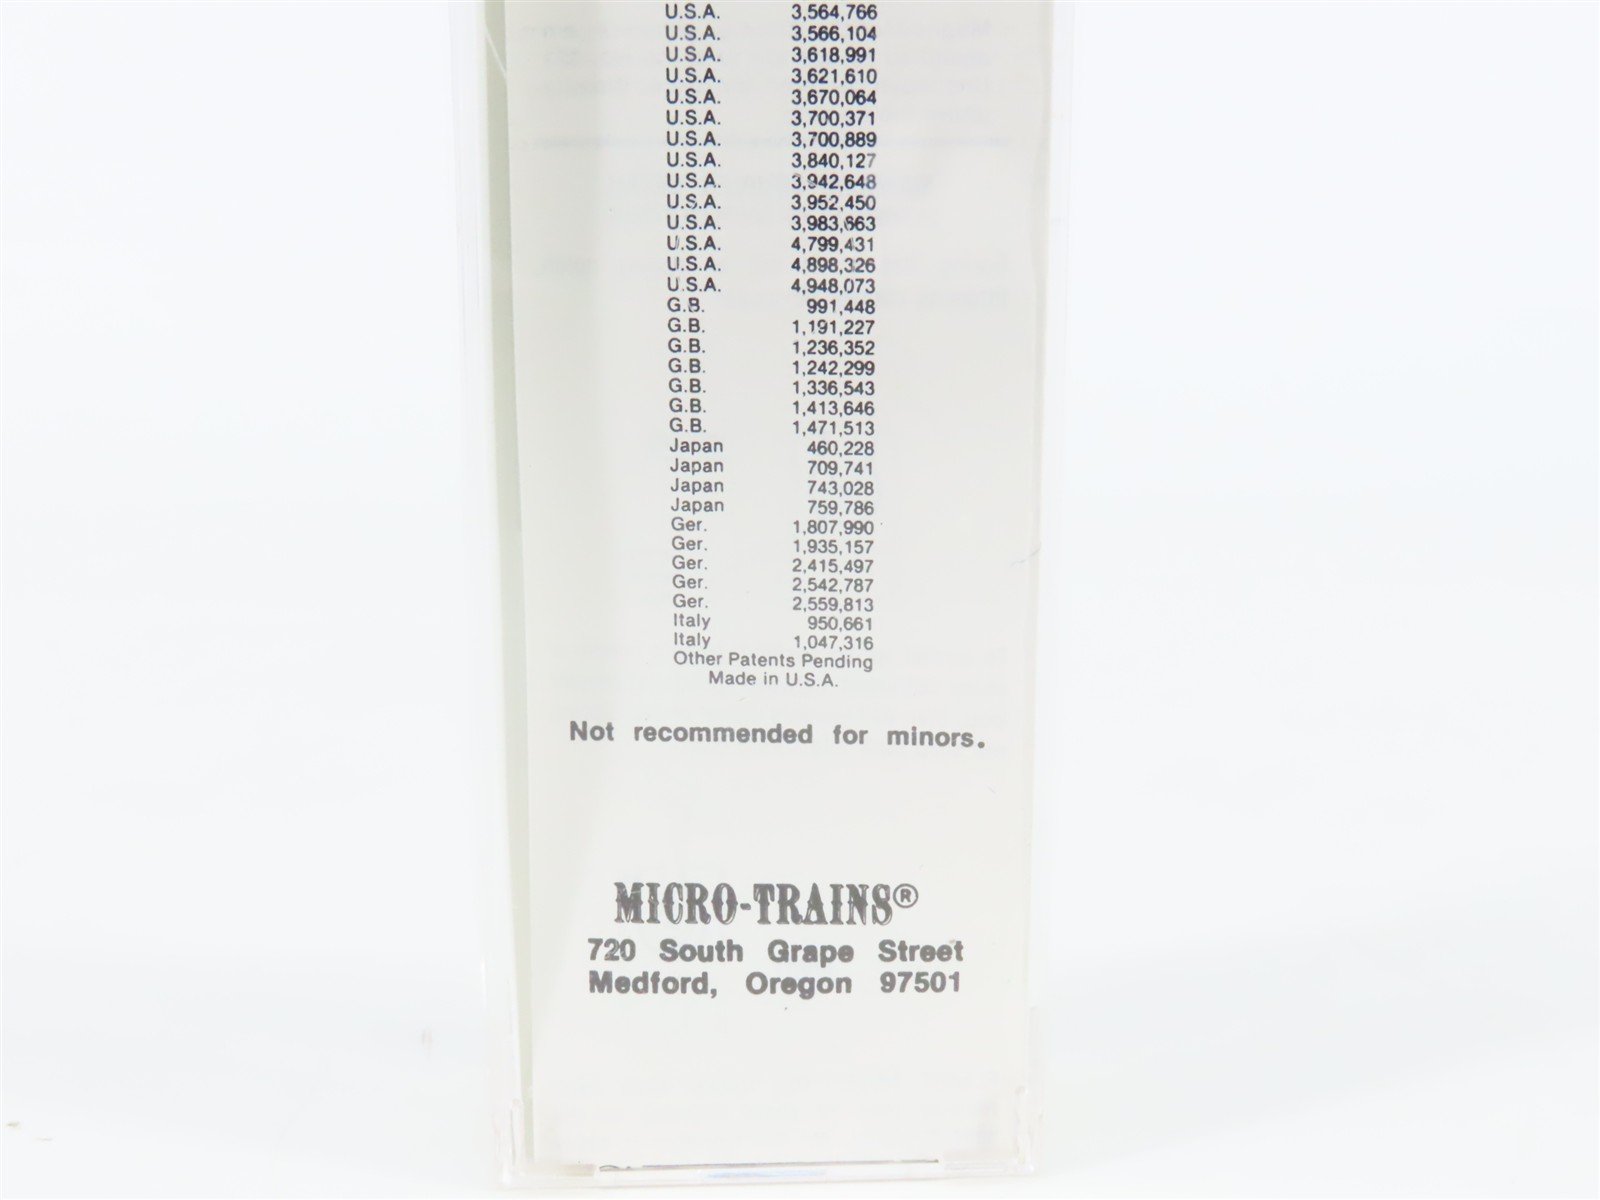 U.S.A. 3,564,766
U.S.A. 3,566,104
U.S.A. 3,618,991
U.S.A. 3,621,610
U.S.A. 3,670,064
U.S.A. 3,700,371
U.S.A. 3,700,889
U.S.A. 3,840,127
U.S.A. 3,942,648
U.S.A. 3,952,450
U.S.A. 3,983,663
U.S.A. 4,799,431
U.S.A. 4,898,326
U.S.A. 4,948,073
G.B. 991,448
G.B. 1,191,227
G.B. 1,236,352
G.B. 1,242,299
G.B. 1,336,543
G.B. 1,413,646
G.B. 1,471,513
Japan 460,228
Japan 709,741
Japan 743,028
Japan 759,786
Ger. 1,807,990
Ger. 1,935,157
Ger. 2,415,497
Ger. 2,542,787
Ger. 2,559,813
Italy 950,661
Italy 1,047,316
Other Patents Pending
Made in U.S.A.
Not recommended for minors.
MICRO-TRAINS®
720 South Grape Street
Medford, Oregon 97501